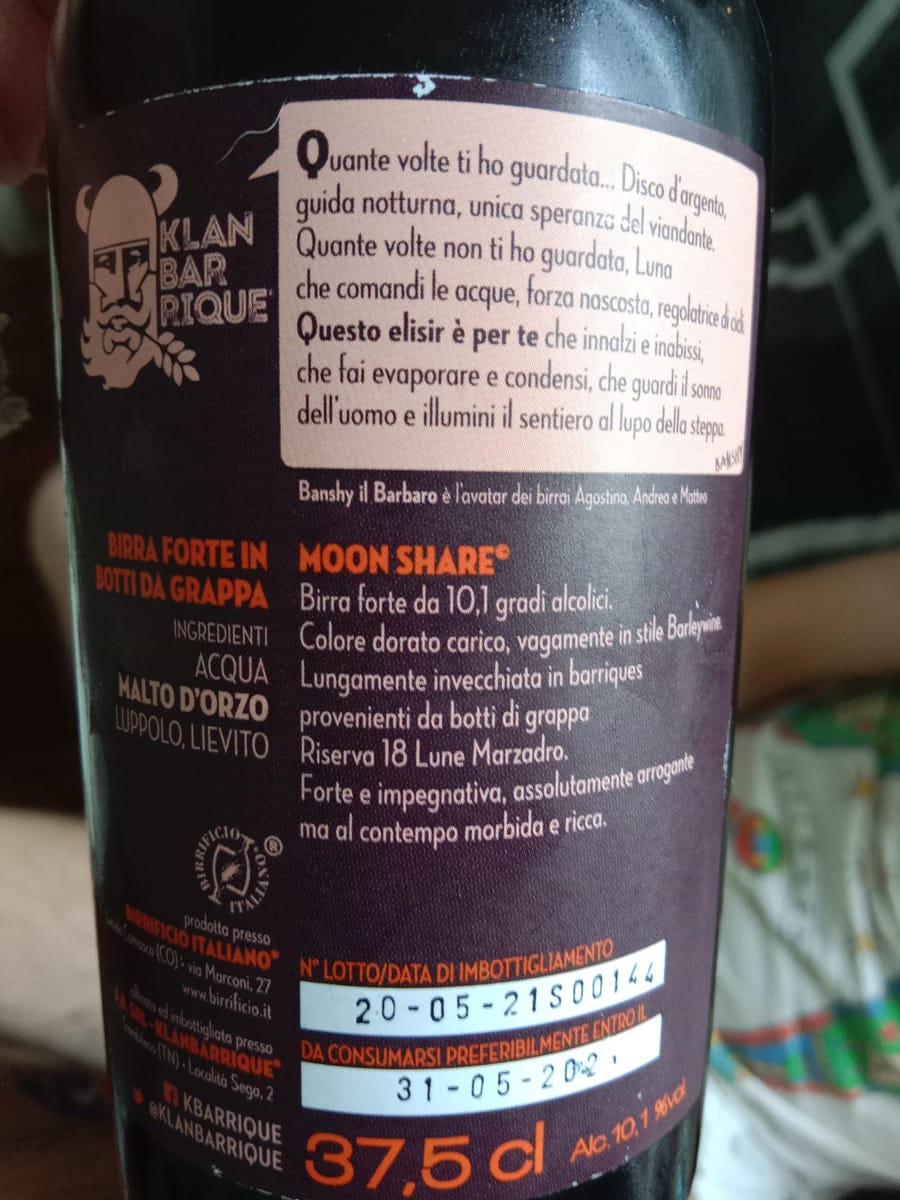 KLAN
BAR
RIQUE
Quante volte ti ho guardata... Disco d'argento,
guida notturna, unica speranza del viandante.
Quante volte non ti ho guardata, Luna
che comandi le acque, forza nascosta, regolatrice di cicli.
Questo elisir è per te che innalzi e inabissi,
che fai evaporare e condensi, che guardi il sonno
dell'uomo e illumini il sentiero al lupo della steppa.
BANSHY
Banshy il Barbaro è l'avatar dei birrai Agostino, Andrea e Matteo
BIRRA FORTE IN
BOTTI DA GRAPPA
INGREDIENTI
ACQUA
MALTO D'ORZO
LUPPOLO, LIEVITO
MOON SHARE©
Birra forte da 10,1 gradi alcolici.
Colore dorato carico, vagamente in stile Barleywine.
Lungamente invecchiata in barriques
provenienti da botti di grappa
Riserva 18 Lune Marzadro.
Forte e impegnativa, assolutamente arrogante
ma al contempo morbida e ricca.
BIRRIFICIO ITALIANO ®
prodotta presso
BIRRIFICIO ITALIANO®
(CO) · via Marconi, 27
www.birrificio.it
ed imbottigliata presso
SRL - KLANBARRIQUE®
(TN) · Località Sega, 2
KBARRIQUE
@KLANBARRIQUE
N° LOTTO/DATA DI IMBOTTIGLIAMENTO
20-05-21S00144
DA CONSUMARSI PREFERIBILMENTE ENTRO IL
31-05-202
37,5 cl Alc. 10,1 %vol